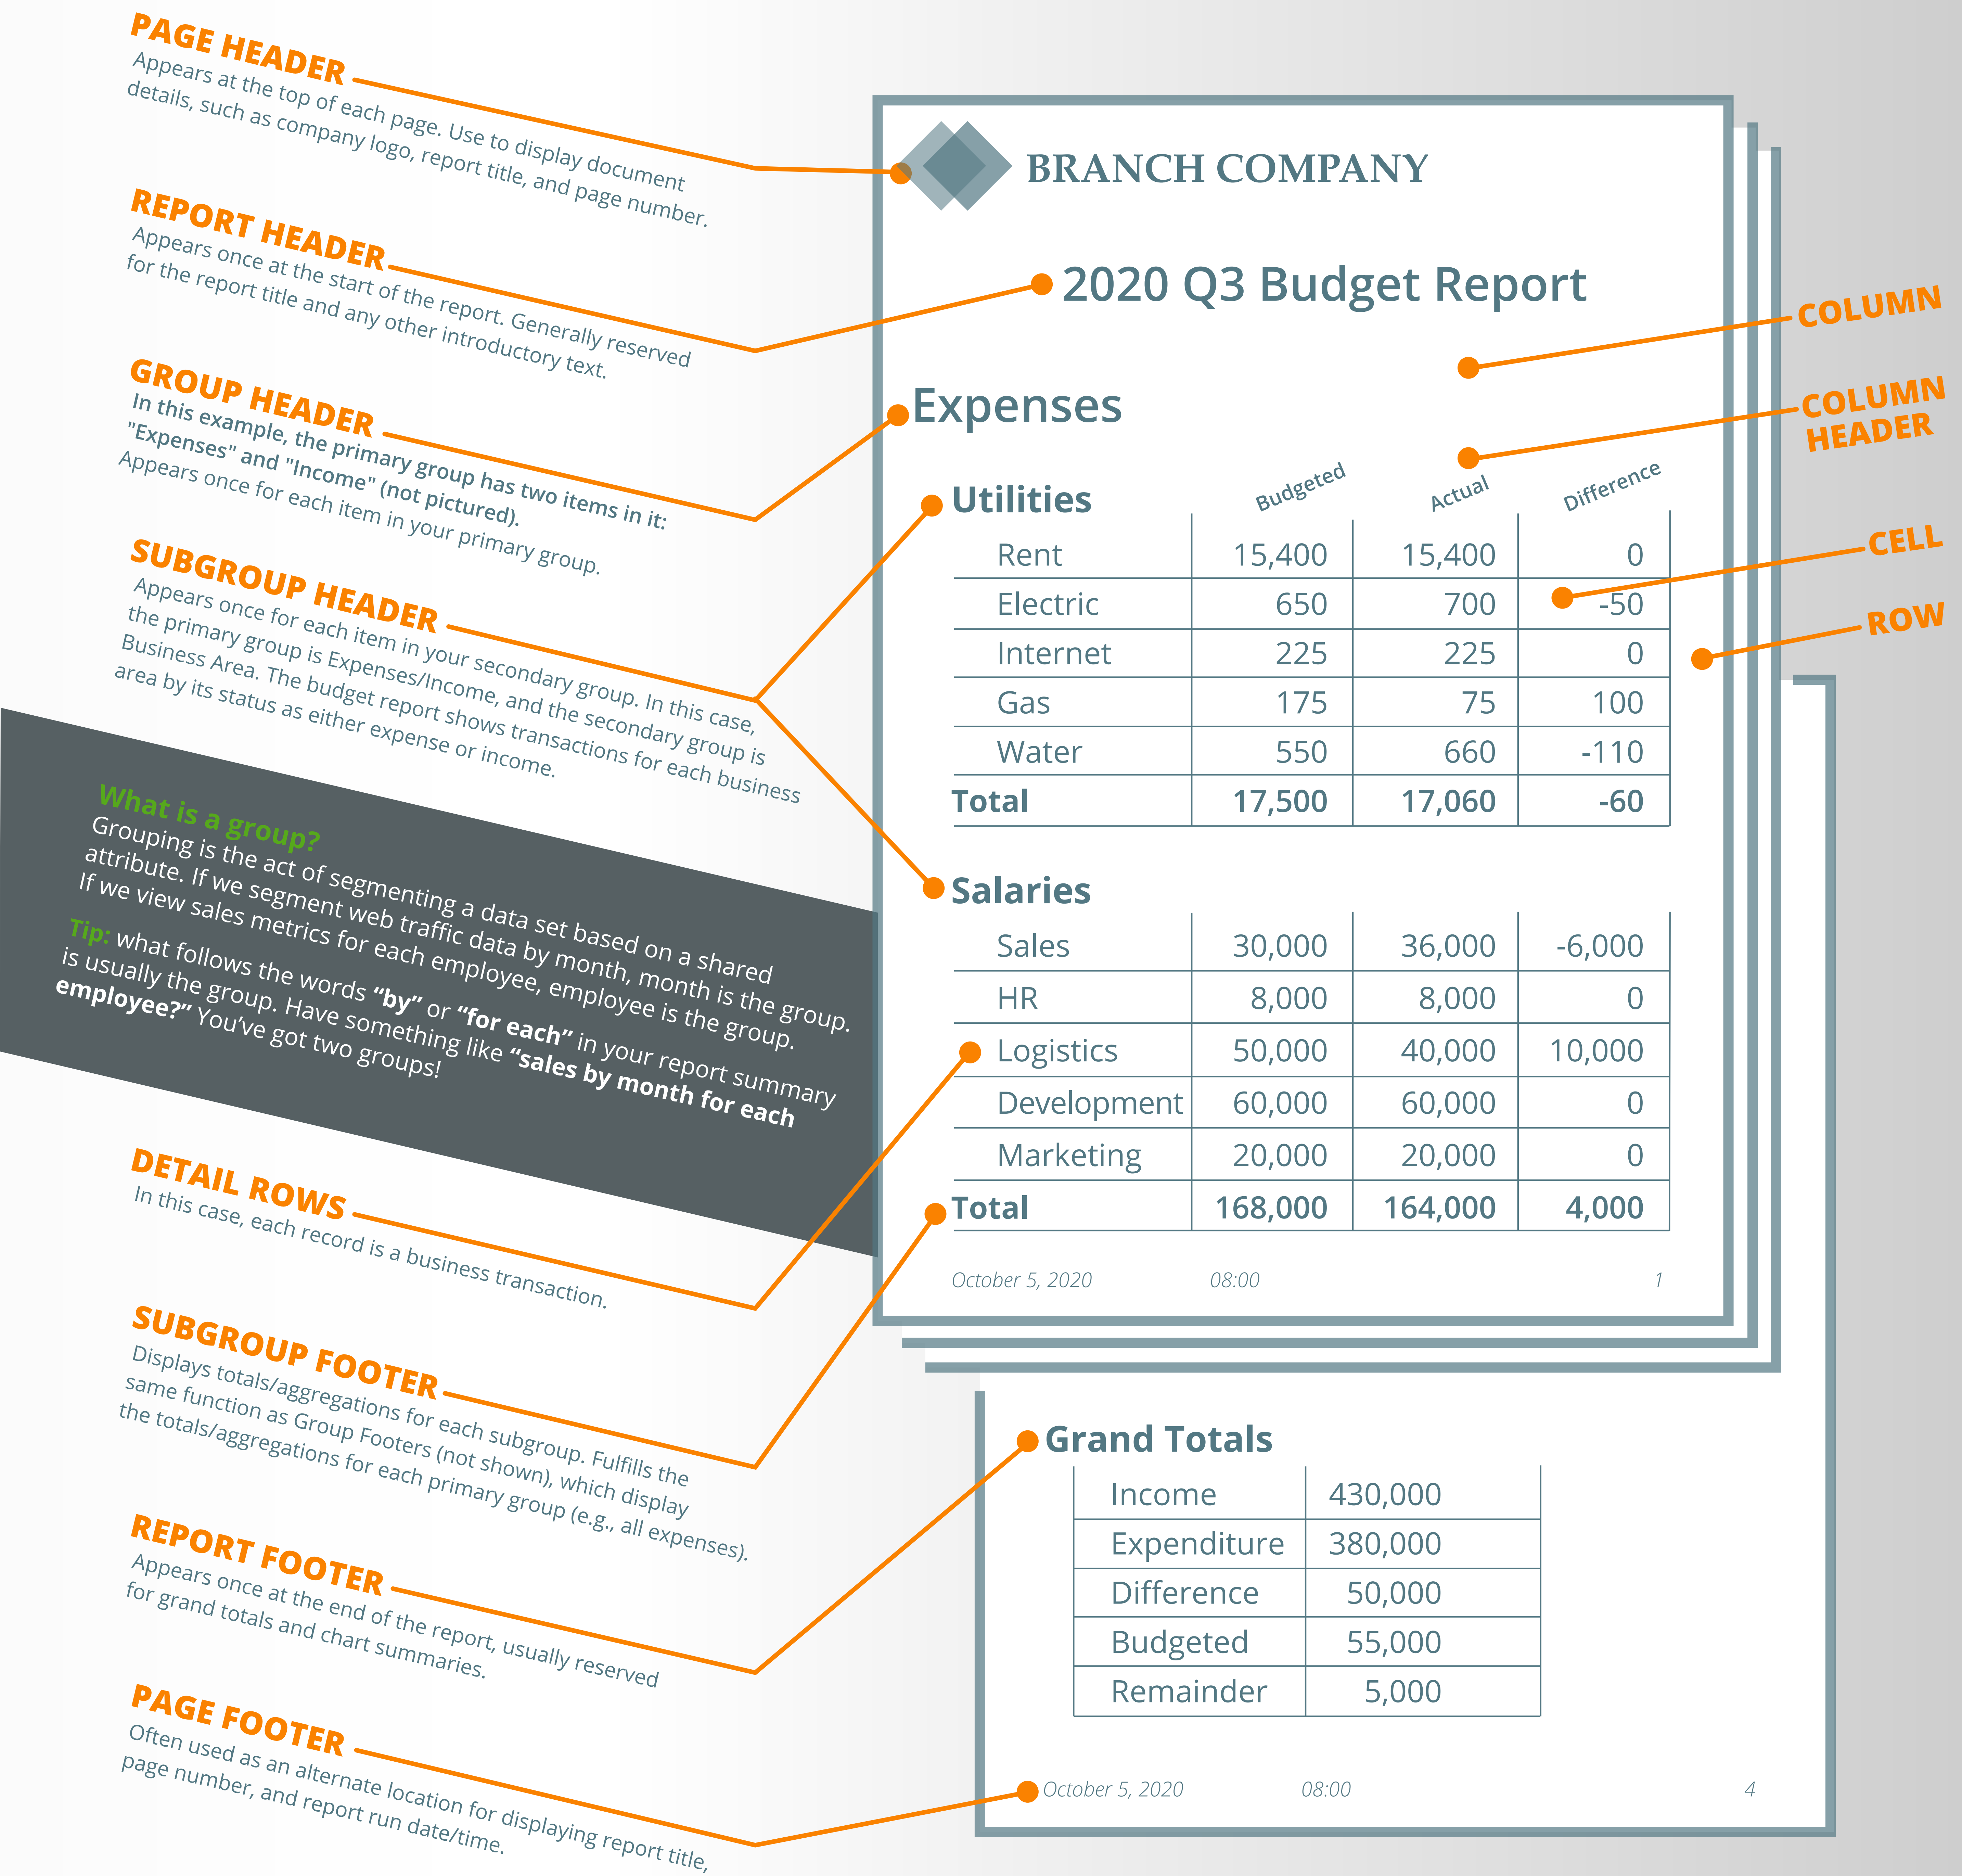 PAGE HEADER
Appears at the top of each page. Use to display document
details, such as company logo, report title, and page number.
REPORT HEADER
Appears once at the start of the report. Generally reserved
for the report title and any other introductory text.
GROUP HEADER
In this example, the primary group has two items in it:
"Expenses" and "Income" (not pictured).
Appears once for each item in your primary group.
SUBGROUP HEADER
Appears once for each item in your secondary group. In this case,
the primary group is Expenses/Income, and the secondary group is
Business Area. The budget report shows transactions for each business
area by its status as either expense or income.
What is a group?
Grouping is the act of segmenting a data set based on a shared
attribute. If we segment web traffic data by month, month is the group.
If we view sales metrics for each employee, employee is the group.
Tip: what follows the words “by” or “for each” in your report summary
is usually the group. Have something like “sales by month for each
employee?” You’ve got two groups!
DETAIL ROWS
In this case, each record is a business transaction.
SUBGROUP FOOTER
Displays totals/aggregations for each subgroup. Fulfills the
same function as Group Footers (not shown), which display
the totals/aggregations for each primary group (e.g., all expenses).
REPORT FOOTER
Appears once at the end of the report, usually reserved
for grand totals and chart summaries.
PAGE FOOTER
Often used as an alternate location for displaying report title,
page number, and report run date/time.
BRANCH COMPANY
2020 Q3 Budget Report
Expenses
Utilities Budgeted Actual Difference
Rent 15,400 15,400 0
Electric 650 700 -50
Internet 225 225 0
Gas 175 75 100
Water 550 660 -110
Total 17,500 17,060 -60
Salaries
Sales 30,000 36,000 -6,000
HR 8,000 8,000 0
Logistics 50,000 40,000 10,000
Development 60,000 60,000 0
Marketing 20,000 20,000 0
Total 168,000 164,000 4,000
October 5, 2020 08:00 1
COLUMN
COLUMN
HEADER
CELL
ROW
Grand Totals
Income 430,000
Expenditure 380,000
Difference 50,000
Budgeted 55,000
Remainder 5,000
October 5, 2020 08:00 4